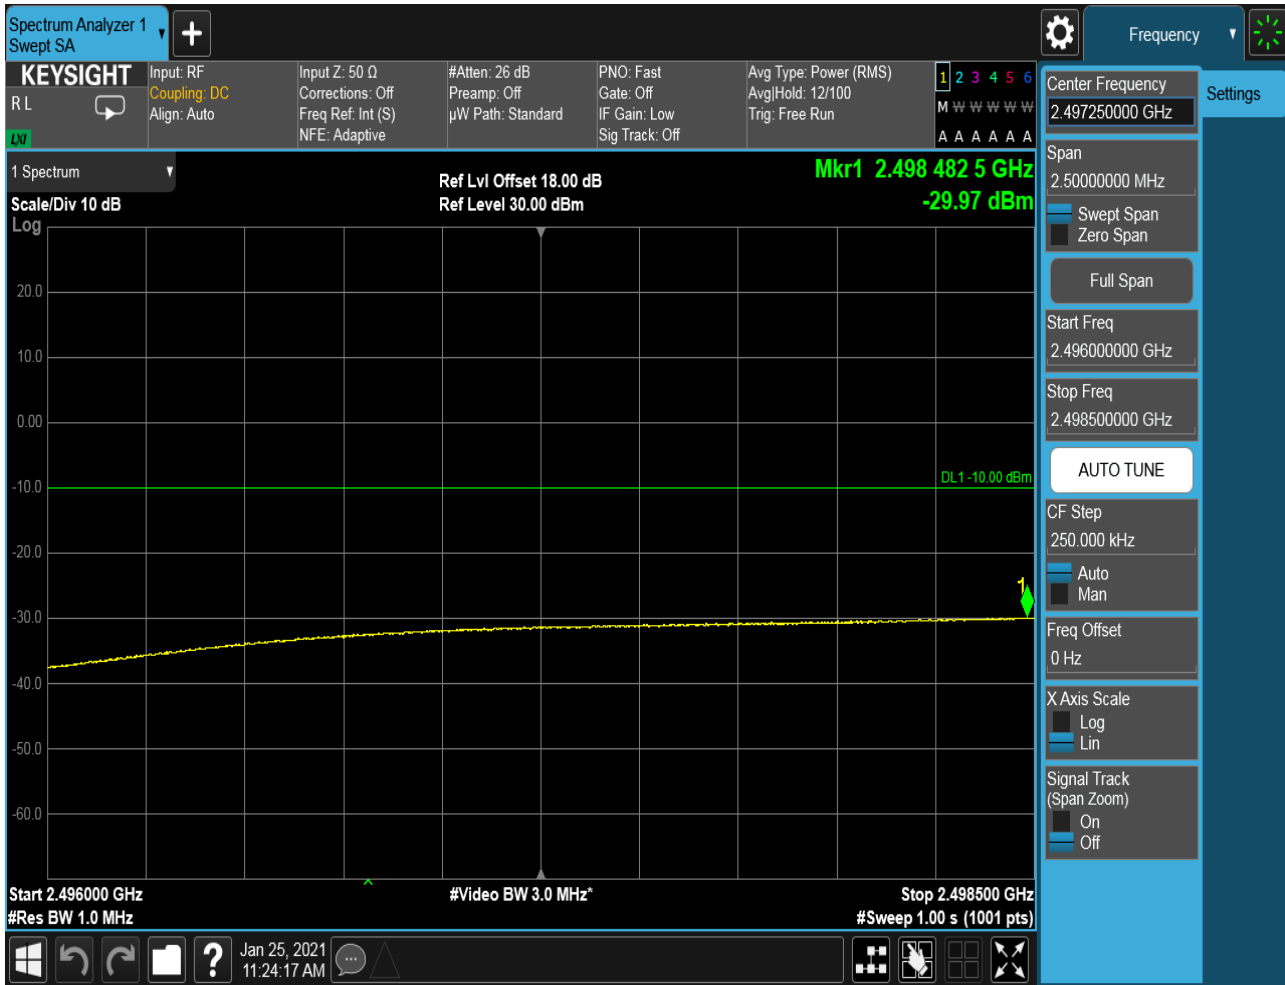 Spectrum Analyzer 1
Swept SA
+
Frequency
KEYSIGHT
R L
LXI
Input: RF
Coupling: DC
Align: Auto
Input Z: 50 Ω
Corrections: Off
Freq Ref: Int (S)
NFE: Adaptive
#Atten: 26 dB
Preamp: Off
µW Path: Standard
PNO: Fast
Gate: Off
IF Gain: Low
Sig Track: Off
Avg Type: Power (RMS)
Avg|Hold: 12/100
Trig: Free Run
1 2 3 4 5 6
M W W W W W
A A A A A A
1 Spectrum
Scale/Div 10 dB
Log
Ref Lvl Offset 18.00 dB
Ref Level 30.00 dBm
Mkr1 2.498 482 5 GHz
-29.97 dBm
20.0
10.0
0.00
-10.0
-20.0
-30.0
-40.0
-50.0
-60.0
DL1 -10.00 dBm
1
Start 2.496000 GHz
#Res BW 1.0 MHz
#Video BW 3.0 MHz*
Stop 2.498500 GHz
#Sweep 1.00 s (1001 pts)
?
Jan 25, 2021
11:24:17 AM
Center Frequency
2.497250000 GHz
Span
2.50000000 MHz
Swept Span
Zero Span
Full Span
Start Freq
2.496000000 GHz
Stop Freq
2.498500000 GHz
AUTO TUNE
CF Step
250.000 kHz
Auto
Man
Freq Offset
0 Hz
X Axis Scale
Log
Lin
Signal Track
(Span Zoom)
On
Off
Settings